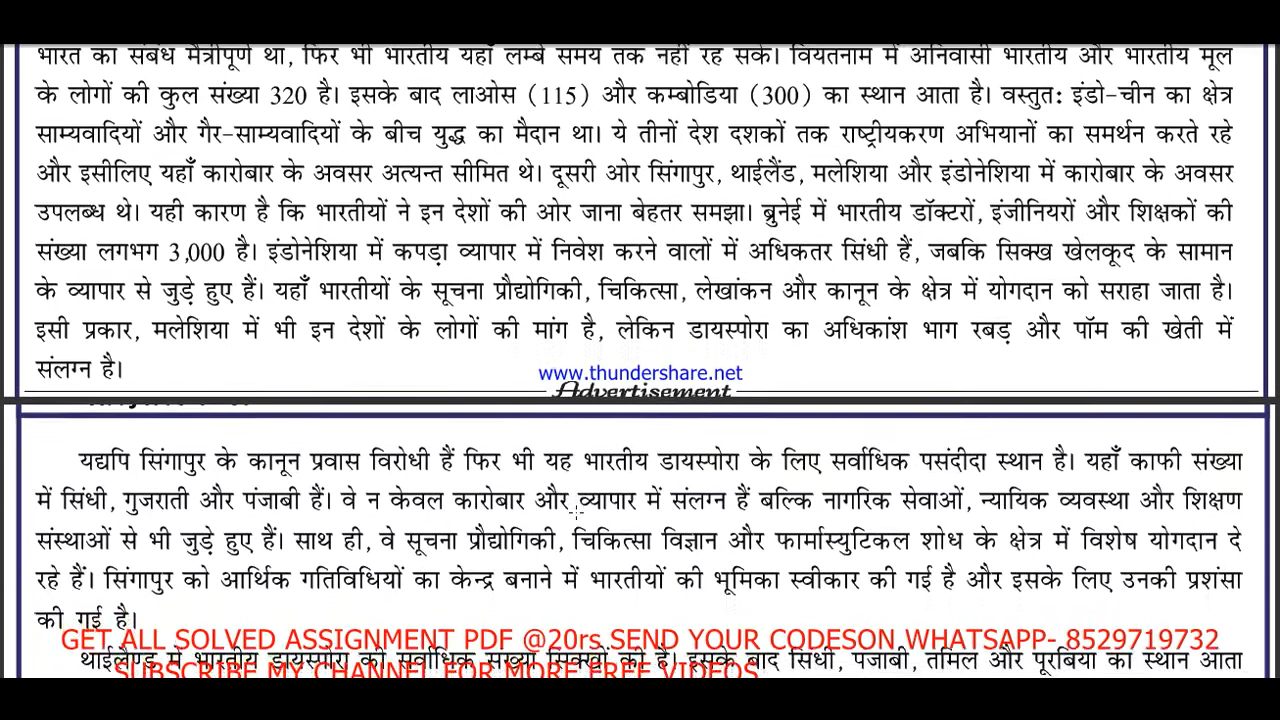 भारत का संबंध मैत्रीपूर्ण था, फिर भी भारतीय यहाँ लम्बे समय तक नहीं रह सके। वियतनाम में अनिवासी भारतीय और भारतीय मूल
के लोगों की कुल संख्या 320 है। इसके बाद लाओस (115) और कम्बोडिया (300) का स्थान आता है। वस्तुत: इंडो-चीन का क्षेत्र
साम्यवादियों और गैर-साम्यवादियों के बीच युद्ध का मैदान था। ये तीनों देश दशकों तक राष्ट्रीयकरण अभियानों का समर्थन करते रहे
और इसीलिए यहाँ कारोबार के अवसर अत्यन्त सीमित थे। दूसरी ओर सिंगापुर, थाईलैंड, मलेशिया और इंडोनेशिया में कारोबार के अवसर
उपलब्ध थे। यही कारण है कि भारतीयों ने इन देशों की ओर जाना बेहतर समझा। ब्रुनेई में भारतीय डॉक्टरों, इंजीनियरों और शिक्षकों की
संख्या लगभग 3,000 है। इंडोनेशिया में कपड़ा व्यापार में निवेश करने वालों में अधिकतर सिंधी हैं, जबकि सिक्ख खेलकूद के सामान
के व्यापार से जुड़े हुए हैं। यहाँ भारतीयों के सूचना प्रौद्योगिकी, चिकित्सा, लेखांकन और कानून के क्षेत्र में योगदान को सराहा जाता है।
इसी प्रकार, मलेशिया में भी इन देशों के लोगों की मांग है, लेकिन डायस्पोरा का अधिकांश भाग रबड़ और पॉम की खेती में
संलग्न है।
www.thundershare.net
Advertisement
यद्यपि सिंगापुर के कानून प्रवास विरोधी हैं फिर भी यह भारतीय डायस्पोरा के लिए सर्वाधिक पसंदीदा स्थान है। यहाँ काफी संख्या
में सिंधी, गुजराती और पंजाबी हैं। वे न केवल कारोबार और व्यापार में संलग्न हैं बल्कि नागरिक सेवाओं, न्यायिक व्यवस्था और शिक्षण
संस्थाओं से भी जुड़े हुए हैं। साथ ही, वे सूचना प्रौद्योगिकी, चिकित्सा विज्ञान और फार्मास्युटिकल शोध के क्षेत्र में विशेष योगदान दे
रहे हैं। सिंगापुर को आर्थिक गतिविधियों का केन्द्र बनाने में भारतीयों की भूमिका स्वीकार की गई है और इसके लिए उनकी प्रशंसा
की गई है।
GET ALL SOLVED ASSIGNMENT PDF @20rs SEND YOUR CODESON WHATSAPP- 8529719732
थाईलैण्ड में भारतीय डायस्पोरा की सर्वाधिक संख्या सिक्खों की है। इसके बाद सिंधी, पंजाबी, तमिल और पूरबिया का स्थान आता
SUBSCRIBE MY CHANNEL FOR MORE FREE VIDEOS